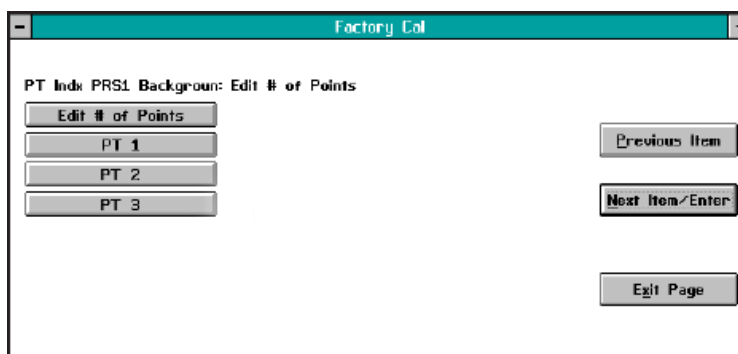 Factory Cal
PT Indx PRS1 Backgroun: Edit # of Points
Edit # of Points
PT 1
PT 2
PT 3
Previous Item
Next Item/Enter
Exit Page